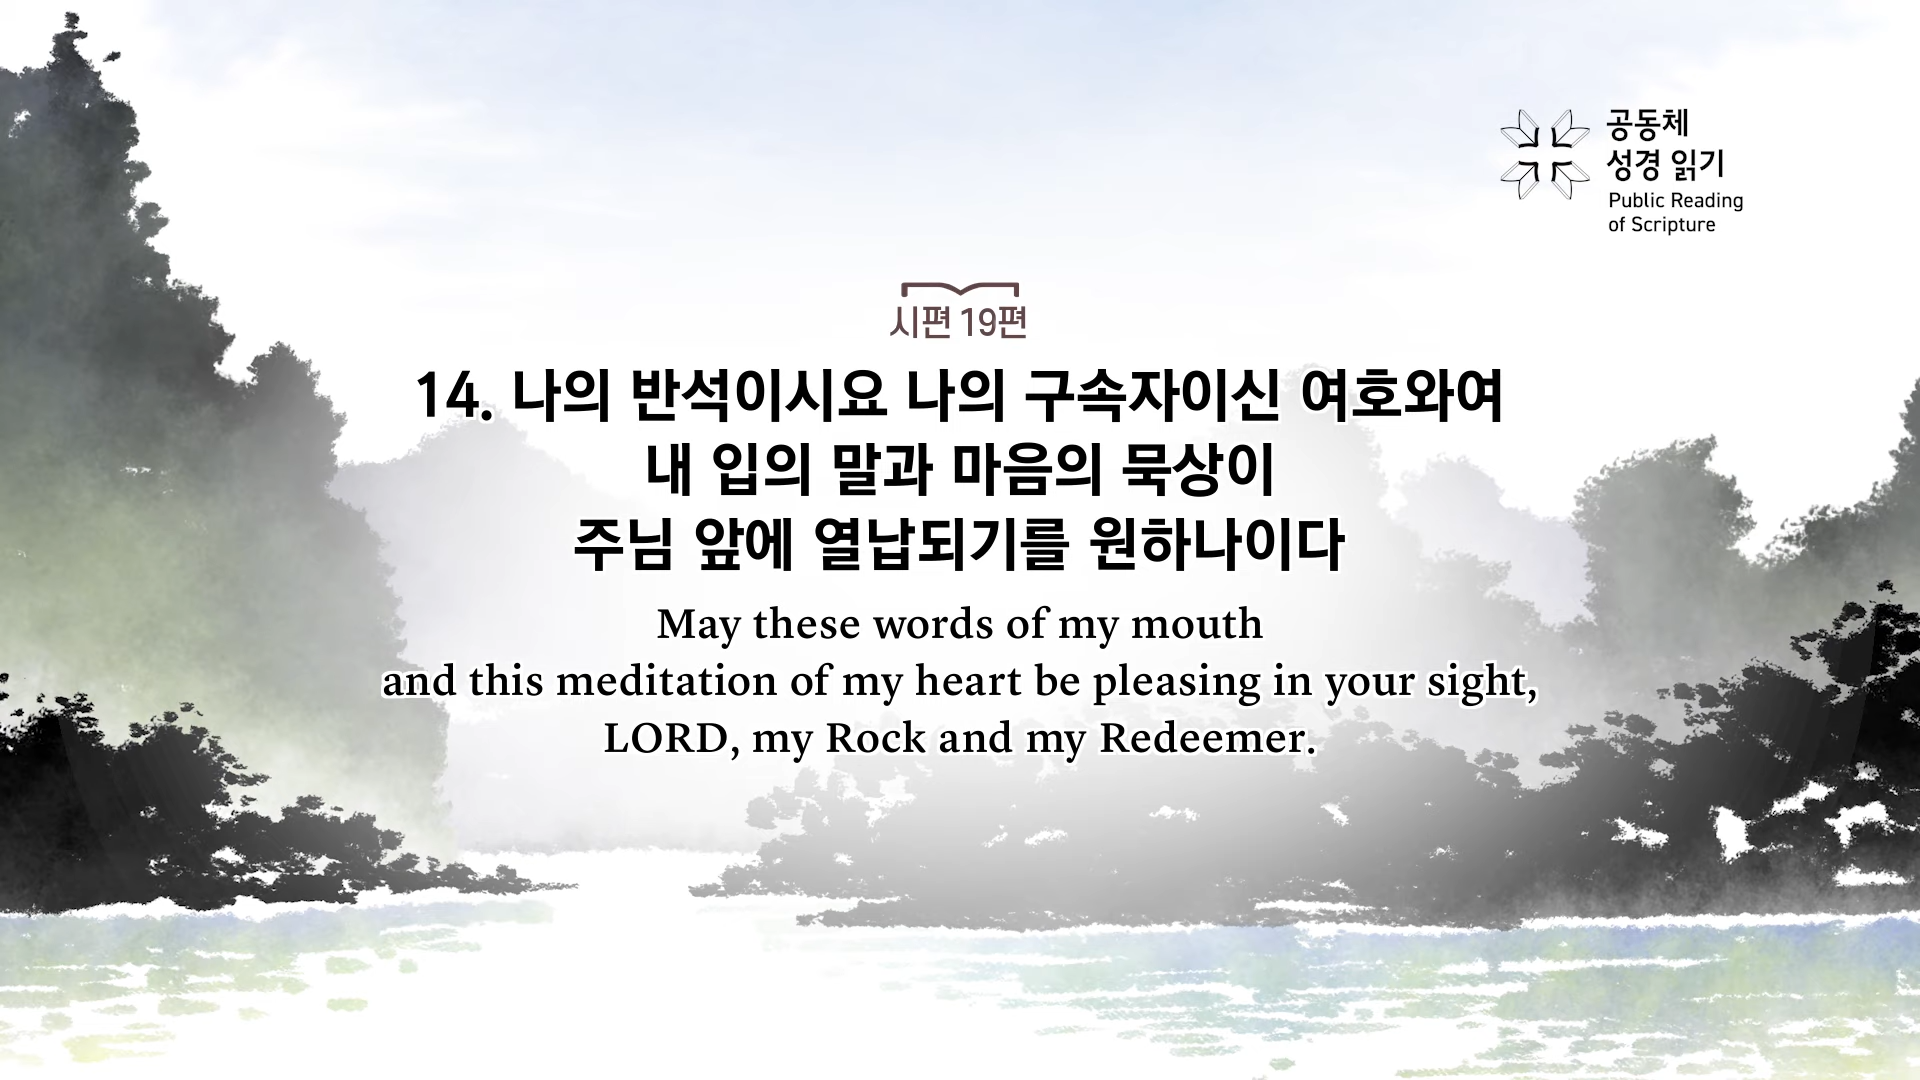 공동체
성경 읽기
Public Reading
of Scripture
시편 19편
14. 나의 반석이시요 나의 구속자이신 여호와여
내 입의 말과 마음의 묵상이
주님 앞에 열납되기를 원하나이다
May these words of my mouth
and this meditation of my heart be pleasing in your sight,
LORD, my Rock and my Redeemer.